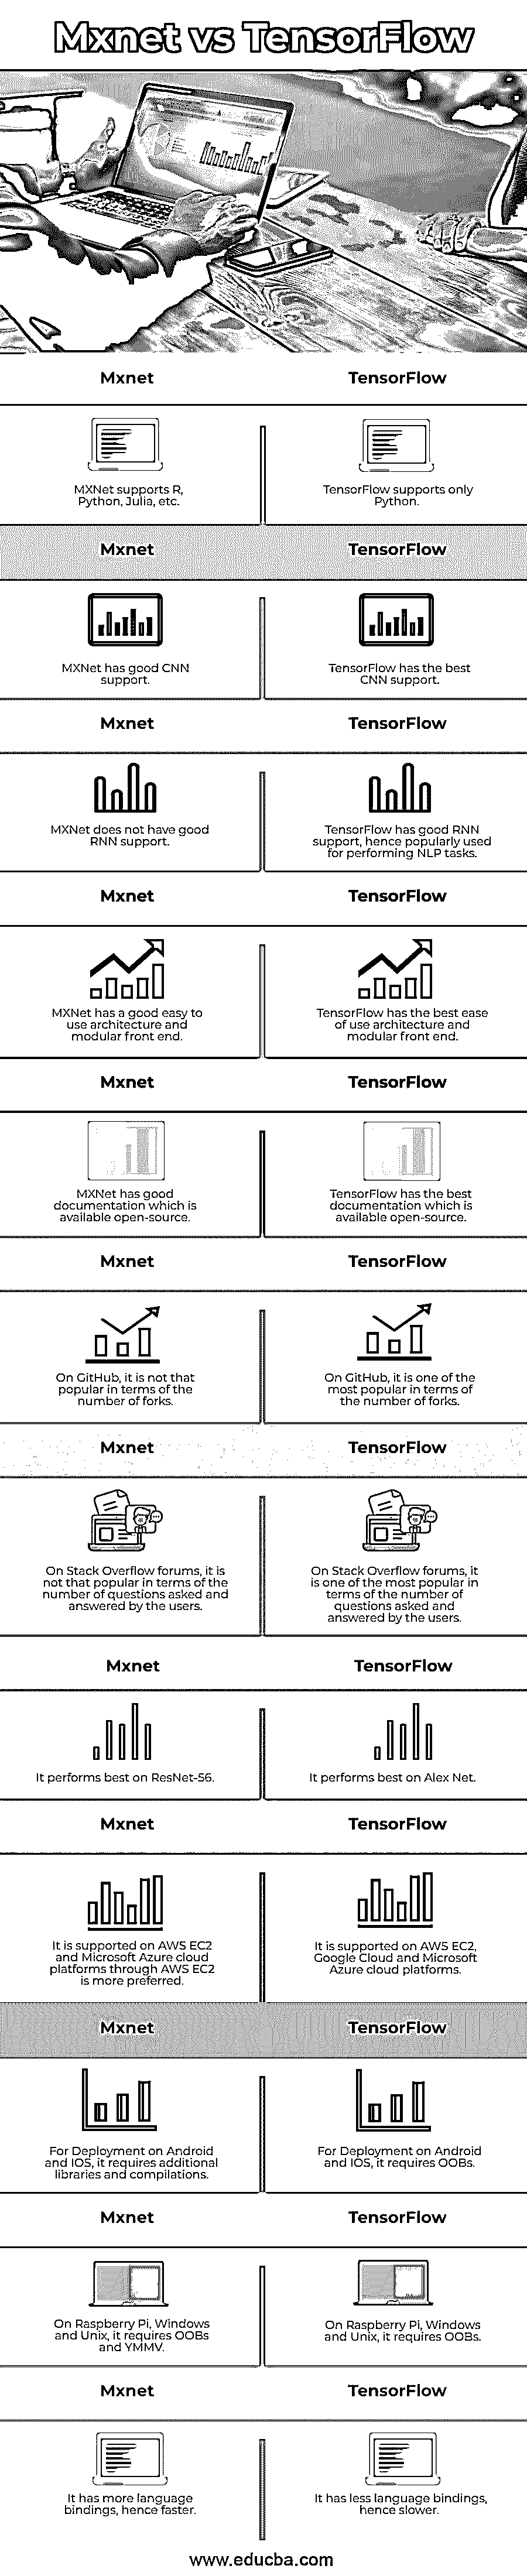 Mxnet vs TensorFlow
Mxnet
TensorFlow
MXNet supports R,
Python, Julia, etc.
TensorFlow supports only
Python.
Mxnet
TensorFlow
MXNet has good CNN
support.
TensorFlow has the best
CNN support.
Mxnet
TensorFlow
MXNet does not have good
RNN support.
TensorFlow has good RNN
support, hence popularly used
for performing NLP tasks.
Mxnet
TensorFlow
MXNet has a good easy to
use architecture and
modular front end.
TensorFlow has the best ease
of use architecture and
modular front end.
Mxnet
TensorFlow
MXNet has good
documentation which is
available open-source.
TensorFlow has the best
documentation which is
available open-source.
Mxnet
TensorFlow
On GitHub, it is not that
popular in terms of the
number of forks.
On GitHub, it is one of the
most popular in terms of
the number of forks.
Mxnet
TensorFlow
On Stack Overflow forums, it is
not that popular in terms of the
number of questions asked and
answered by the users.
On Stack Overflow forums, it
is one of the most popular in
terms of the number of
questions asked and
answered by the users.
Mxnet
TensorFlow
It performs best on ResNet-56.
It performs best on Alex Net.
Mxnet
TensorFlow
It is supported on AWS EC2
and Microsoft Azure cloud
platforms through AWS EC2
is more preferred.
It is supported on AWS EC2,
Google Cloud and Microsoft
Azure cloud platforms.
Mxnet
TensorFlow
For Deployment on Android
and IOS, it requires additional
libraries and compilations.
For Deployment on Android
and IOS, it requires OOBs.
Mxnet
TensorFlow
On Raspberry Pi, Windows
and Unix, it requires OOBs
and YMMV.
On Raspberry Pi, Windows
and Unix, it requires OOBs.
Mxnet
TensorFlow
It has more language
bindings, hence faster.
It has less language bindings,
hence slower.
www.educba.com